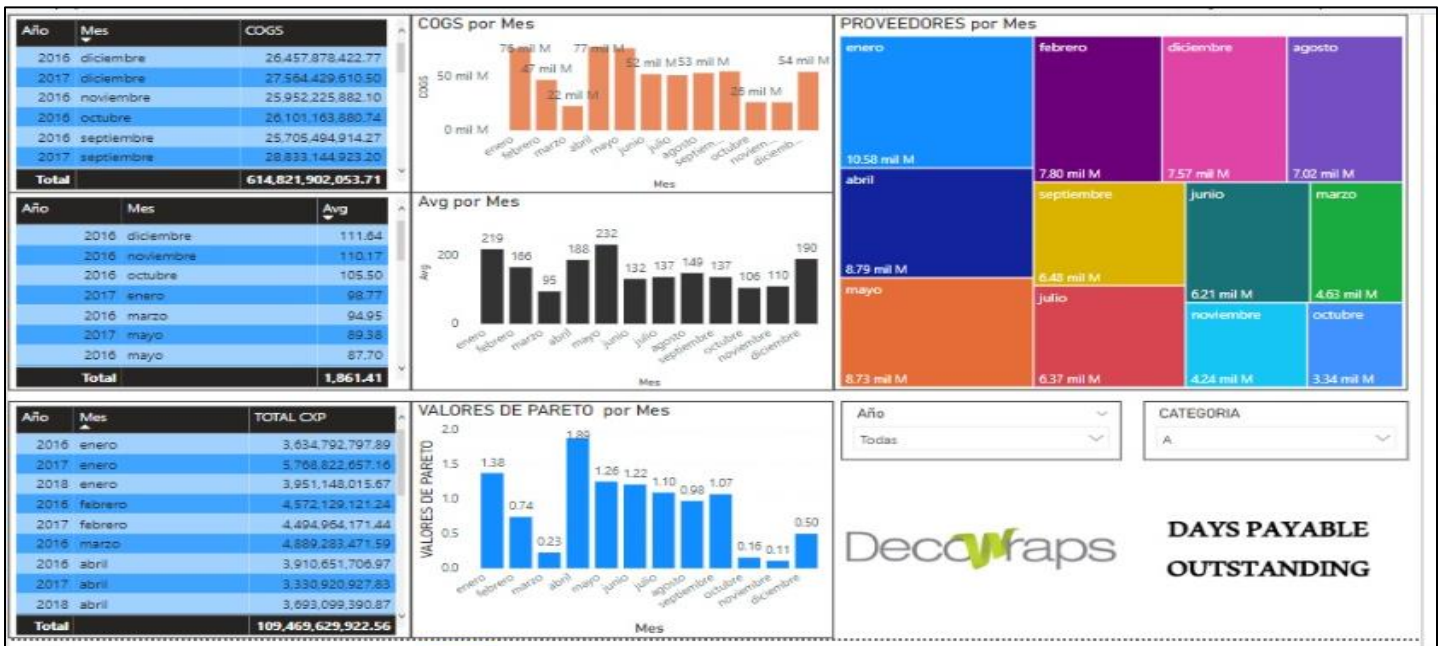 Año Mes COGS
2016 diciembre 26,457,878,422.77
2017 diciembre 27,564,429,610.50
2016 noviembre 25,952,225,882.10
2016 octubre 26,101,163,880.74
2016 septiembre 25,705,494,914.27
2017 septiembre 28,833,144,923.20
Total 614,821,902,053.71
COGS por Mes
76 mil M 77 mil M 52 mil M 53 mil M 54 mil M
47 mil M
22 mil M 26 mil M
50 mil M
0 mil M
COGS
enero febrero marzo abril mayo junio julio agosto septiem... octubre noviem... diciemb...
Mes
PROVEEDORES por Mes
enero
10.58 mil M
febrero
7.80 mil M
diciembre
7.57 mil M
agosto
7.02 mil M
abril
8.79 mil M
septiembre
6.48 mil M
junio
6.21 mil M
marzo
4.63 mil M
mayo
8.73 mil M
julio
6.37 mil M
noviembre
4.24 mil M
octubre
3.34 mil M
Año Mes Avg
2016 diciembre 111.64
2016 noviembre 110.17
2016 octubre 105.50
2017 enero 98.77
2016 marzo 94.95
2017 mayo 89.38
2016 mayo 87.70
Total 1,861.41
Avg por Mes
219 166 95 188 232 132 137 149 137 106 110 190
200
0
Avg
enero febrero marzo abril mayo junio julio agosto septiembre octubre noviembre diciembre
Mes
Año Mes TOTAL CXP
2016 enero 3,634,792,797.89
2017 enero 5,768,822,657.16
2018 enero 3,951,148,015.67
2016 febrero 4,572,129,121.24
2017 febrero 4,494,964,171.44
2016 marzo 4,889,283,471.59
2016 abril 3,910,651,706.97
2017 abril 3,330,920,927.83
2018 abril 3,693,099,390.87
Total 109,469,629,922.56
VALORES DE PARETO por Mes
2.0
1.5
1.0
0.5
0.0
VALORES DE PARETO
1.38 0.74 0.23 1.89 1.26 1.22 1.10 0.98 1.07 0.16 0.11 0.50
enero febrero marzo abril mayo junio julio agosto septiembre octubre noviembre diciembre
Mes
Año
Todas
CATEGORIA
A
DecoWraps
DAYS PAYABLE
OUTSTANDING